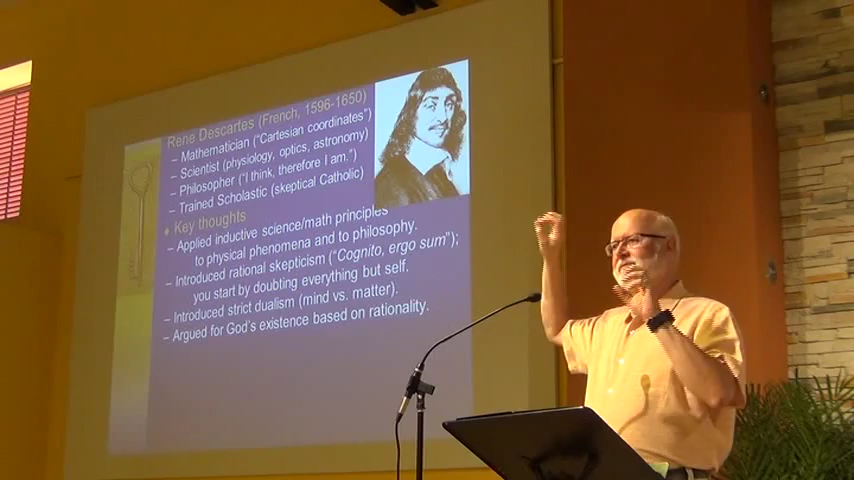 Rene Descartes (French, 1596-1650)
– Mathematician ("Cartesian coordinates")
– Scientist (physiology, optics, astronomy)
– Philosopher ("I think, therefore I am.")
– Trained Scholastic (skeptical Catholic)
♦ Key thoughts
– Applied inductive science/math principles
to physical phenomena and to philosophy.
– Introduced rational skepticism ("Cognito, ergo sum");
you start by doubting everything but self.
– Introduced strict dualism (mind vs. matter).
– Argued for God's existence based on rationality.